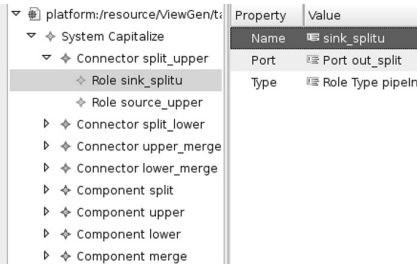 platform:/resource/ViewGen/ta
System Capitalize
Connector split_upper
Role sink_splitu
Role source_upper
Connector split_lower
Connector upper_merge
Connector lower_merge
Component split
Component upper
Component lower
Component merge
Property Value
Name sink_splitu
Port Port out_split
Type Role Type